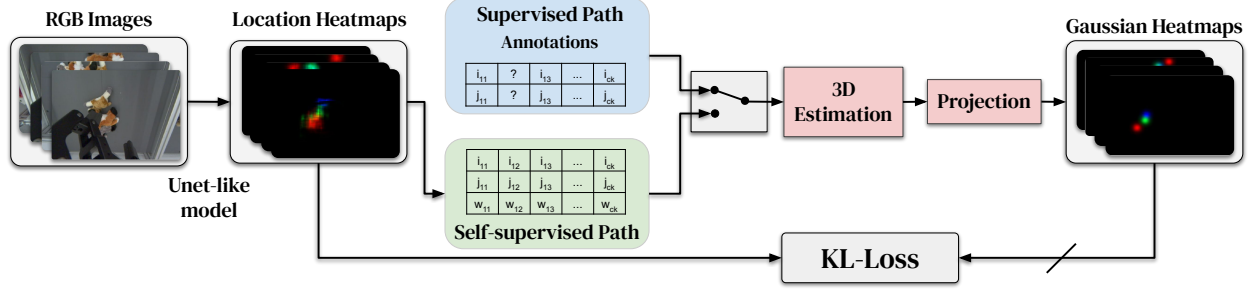 RGB Images
Location Heatmaps
Supervised Path
Annotations
i11 ? i13 ... ick
j11 ? j13 ... jck
Gaussian Heatmaps
3D
Estimation
Projection
Unet-like
model
i11 i12 i13 ... ick
j11 j12 j13 ... jck
w11 w12 w13 ... wck
Self-supervised Path
KL-Loss